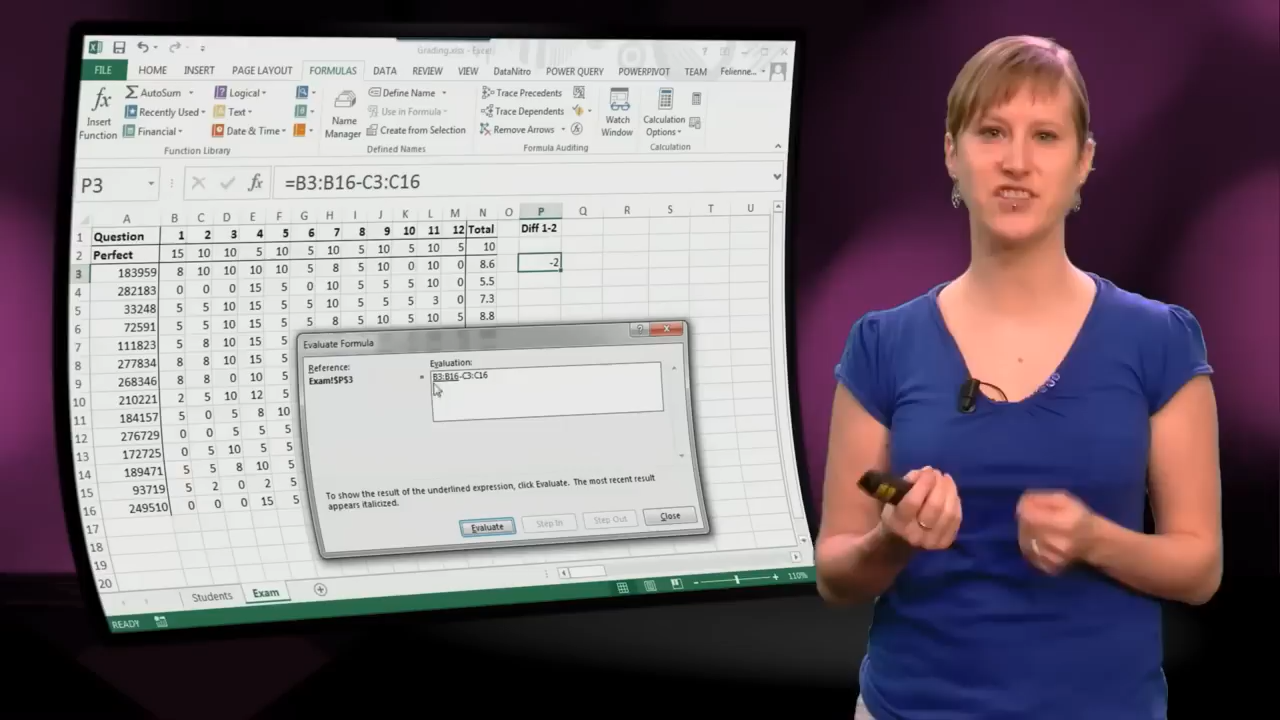 Grading.xlsx - Excel
FILE HOME INSERT PAGE LAYOUT FORMULAS DATA REVIEW VIEW DataNitro POWER QUERY POWERPIVOT TEAM Felienne...
fx Insert Function
AutoSum
Recently Used
Financial
Logical
Text
Date & Time
Function Library
Name Manager
Define Name
Use in Formula
Create from Selection
Defined Names
Trace Precedents
Trace Dependents
Remove Arrows
Formula Auditing
Watch Window
Calculation Options
Calculation
P3 fx =B3:B16-C3:C16
A B C D E F G H I J K L M N O P Q R S T U
1 Question 1 2 3 4 5 6 7 8 9 10 11 12 Total Diff 1-2
2 Perfect 15 10 10 5 10 5 10 5 10 5 10 5 10
3 183959 8 10 10 10 10 5 8 5 10 0 10 0 8.6 -2
4 282183 0 0 0 15 5 0 10 5 5 5 10 0 5.5
5 33248 5 5 10 15 5 5 10 5 5 5 3 0 7.3
6 72591 5 5 10 15 5 5 8 5 10 5 10 5 8.8
7 111823 5 8 10 15 5
8 277834 8 8 10 15 5
9 268346 8 8 0 10 5
10 210221 2 5 10 12 5
11 184157 5 0 5 8 10
12 276729 0 0 5 5 5
13 172725 0 5 10 5 5
14 189471 5 5 8 10 5
15 93719 5 2 0 2 5
16 249510 0 0 0 15 5
17
18
19
20
Evaluate Formula
Reference:
Exam!$P$3
Evaluation:
= B3:B16-C3:C16
To show the result of the underlined expression, click Evaluate. The most recent result
appears italicized.
Evaluate Step In Step Out Close
Students Exam
READY 110%